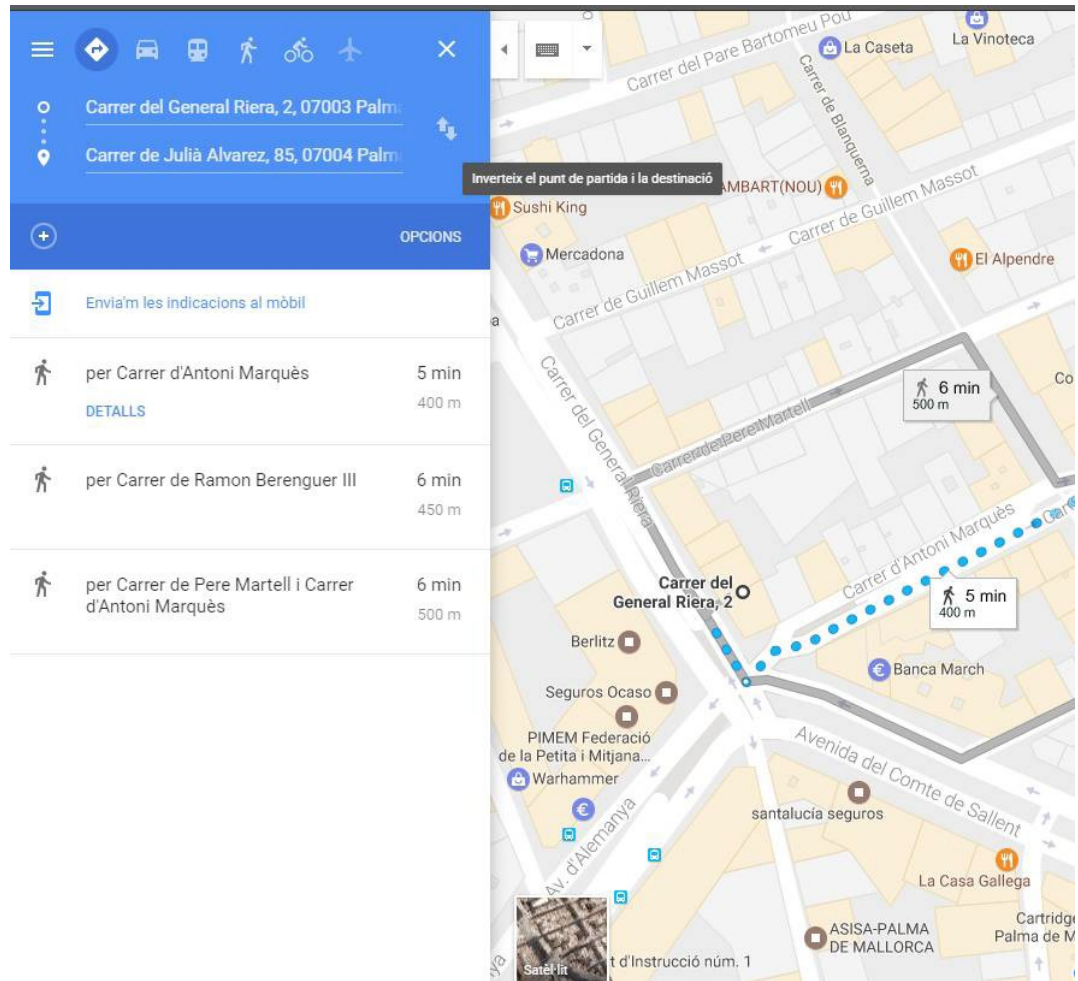 Carrer del General Riera, 2, 07003 Palm
Carrer de Julià Alvarez, 85, 07004 Palm
OPCIONS
Envia'm les indicacions al mòbil
per Carrer d'Antoni Marquès
5 min
DETALLS
400 m
per Carrer de Ramon Berenguer III
6 min
450 m
per Carrer de Pere Martell i Carrer
d'Antoni Marquès
6 min
500 m
Inverteix el punt de partida i la destinació
Carrer del Pare Bartomeu Pou
La Caseta
La Vinoteca
Carrer de Blanquerna
AMBART(NOU)
Sushi King
Carrer de Guillem Massot
Mercadona
El Alpendre
Carrer de Guillem Massot
a
Carrer del General Riera
6 min
500 m
Co
Carrer de Pere Martell
Carrer d'Antoni Marquès
Carr
Carrer del
General Riera, 2
5 min
400 m
Berlitz
Banca March
Seguros Ocaso
PIMEM Federació
de la Petita i Mitjana...
Avenida del Comte de Sallent
Warhammer
santalucía seguros
Av. d'Alemanya
La Casa Gallega
ASISA-PALMA
DE MALLORCA
Cartridge
Palma de M
t d'Instrucció núm. 1
Satèl·lit